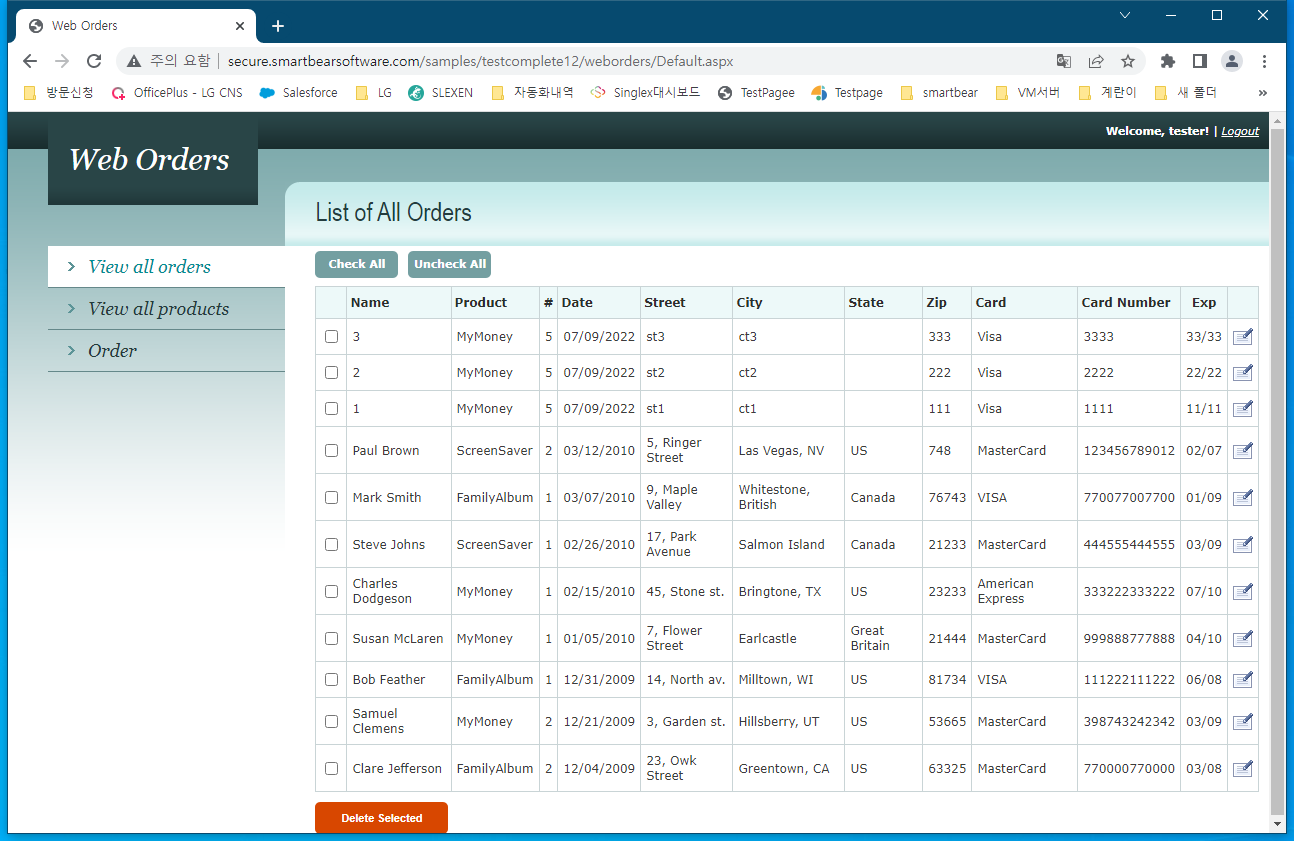 Web Orders
주의 요함 secure.smartbearsoftware.com/samples/testcomplete12/weborders/Default.aspx
방문신청 OfficePlus - LG CNS Salesforce LG SLEXEN 자동화내역 Singlex대시보드 TestPagee Testpage smartbear VM서버 계란이 새 폴더 »
Welcome, tester! | Logout
Web Orders
List of All Orders
View all orders
View all products
Order
Check All Uncheck All
Name Product # Date Street City State Zip Card Card Number Exp
3 MyMoney 5 07/09/2022 st3 ct3 333 Visa 3333 33/33
2 MyMoney 5 07/09/2022 st2 ct2 222 Visa 2222 22/22
1 MyMoney 5 07/09/2022 st1 ct1 111 Visa 1111 11/11
Paul Brown ScreenSaver 2 03/12/2010 5, Ringer Street Las Vegas, NV US 748 MasterCard 123456789012 02/07
Mark Smith FamilyAlbum 1 03/07/2010 9, Maple Valley Whitestone, British Canada 76743 VISA 770077007700 01/09
Steve Johns ScreenSaver 1 02/26/2010 17, Park Avenue Salmon Island Canada 21233 MasterCard 444555444555 03/09
Charles Dodgeson MyMoney 1 02/15/2010 45, Stone st. Bringtone, TX US 23233 American Express 333222333222 07/10
Susan McLaren MyMoney 1 01/05/2010 7, Flower Street Earlcastle Great Britain 21444 MasterCard 999888777888 04/10
Bob Feather FamilyAlbum 1 12/31/2009 14, North av. Milltown, WI US 81734 VISA 111222111222 06/08
Samuel Clemens MyMoney 2 12/21/2009 3, Garden st. Hillsberry, UT US 53665 MasterCard 398743242342 03/09
Clare Jefferson FamilyAlbum 2 12/04/2009 23, Owk Street Greentown, CA US 63325 MasterCard 770000770000 03/08
Delete Selected